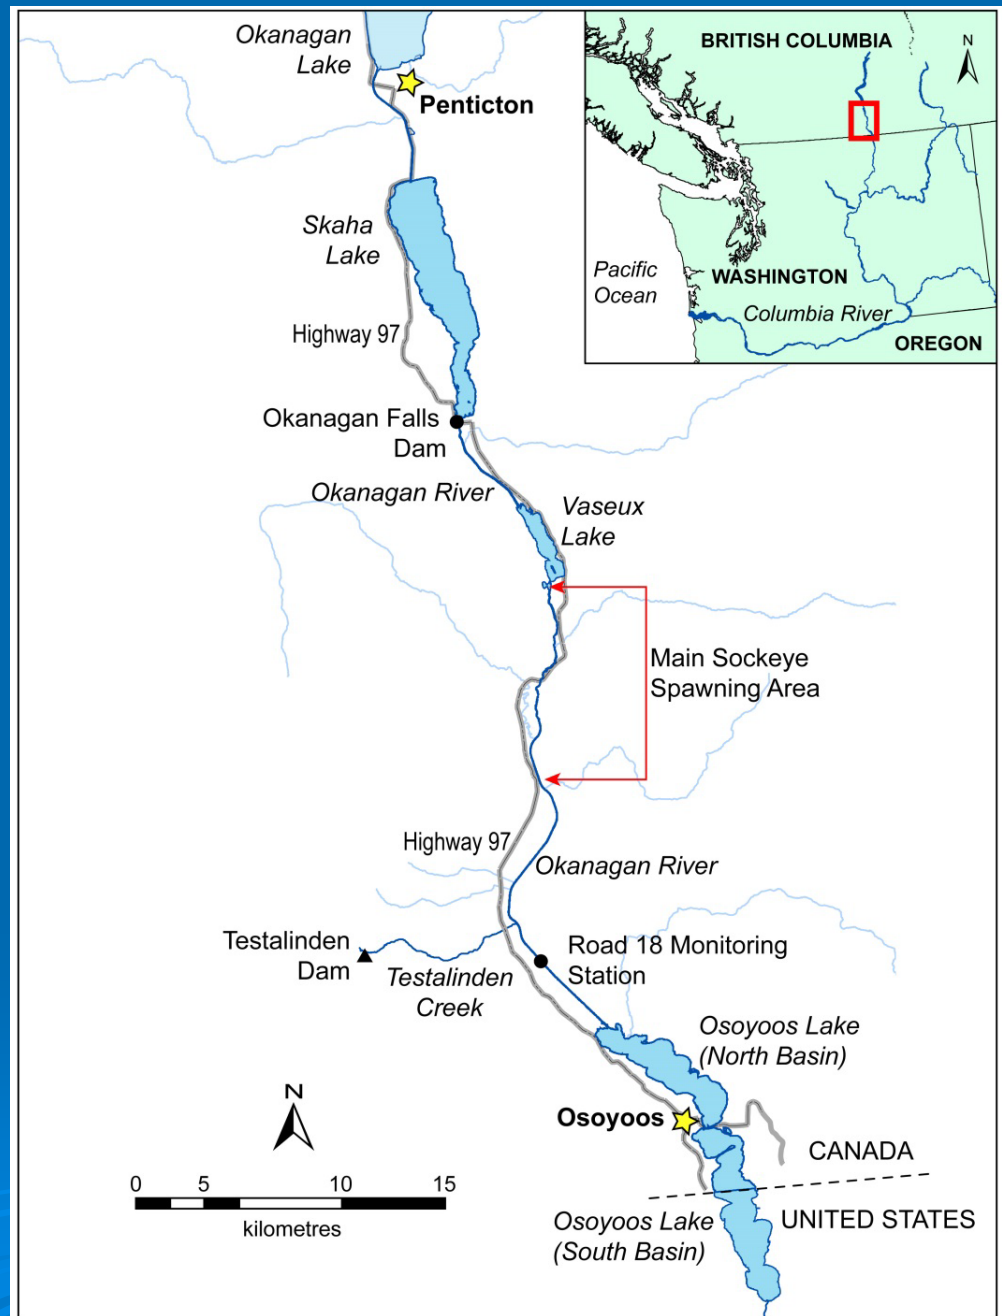 Okanagan
Lake
Penticton
BRITISH COLUMBIA
N
Pacific
Ocean
WASHINGTON
Columbia River
OREGON
Skaha
Lake
Highway 97
Okanagan Falls
Dam
Okanagan River
Vaseux
Lake
Main Sockeye
Spawning Area
Highway 97
Okanagan River
Testalinden
Dam
Testalinden
Creek
Road 18 Monitoring
Station
Osoyoos Lake
(North Basin)
N
Osoyoos
CANADA
0 5 10 15
kilometres
Osoyoos Lake
(South Basin)
UNITED STATES